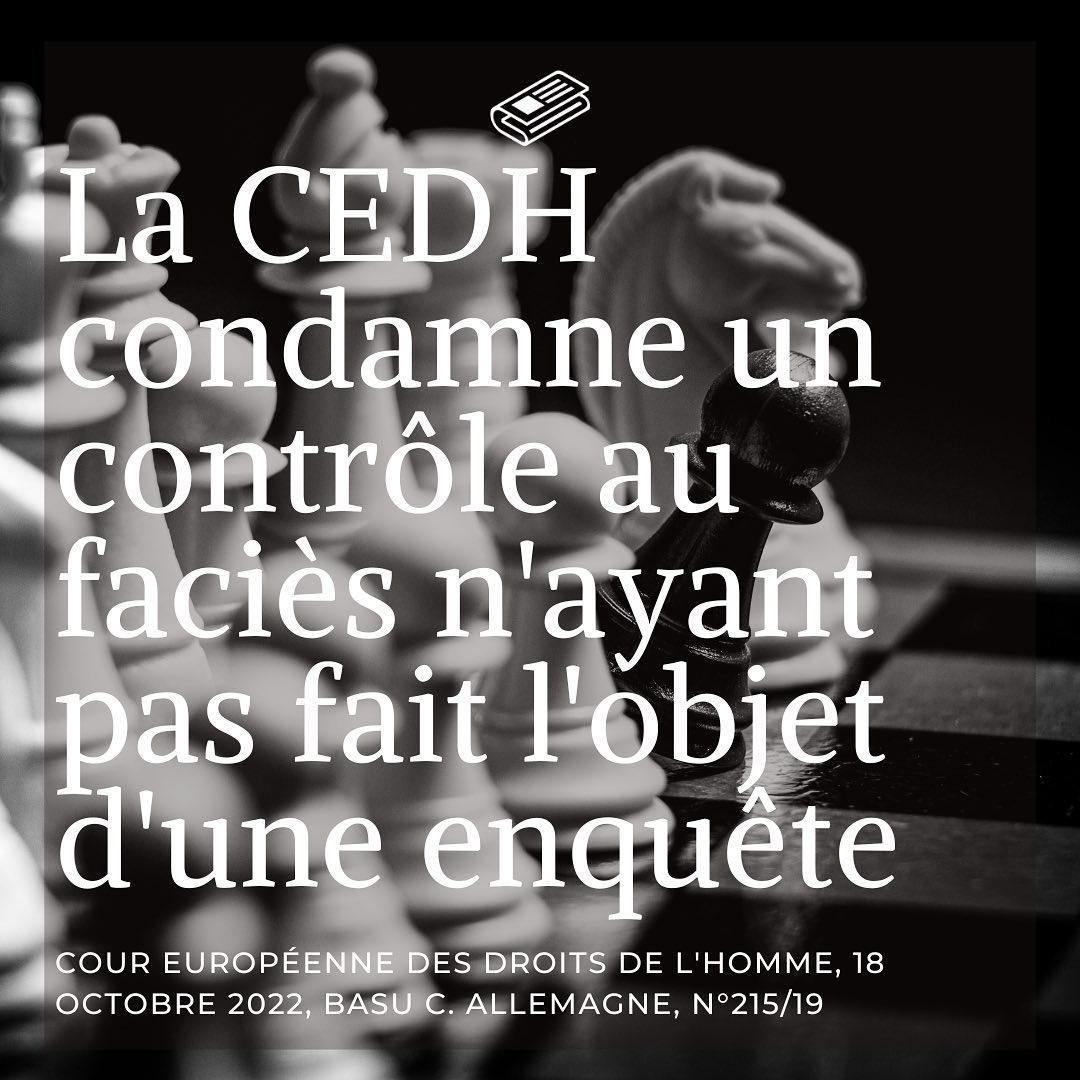 La CEDH
condamne un
contrôle au
faciès n'ayant
pas fait l'objet
d'une enquête
COUR EUROPÉENNE DES DROITS DE L'HOMME, 18
OCTOBRE 2022, BASU C. ALLEMAGNE, N°215/19